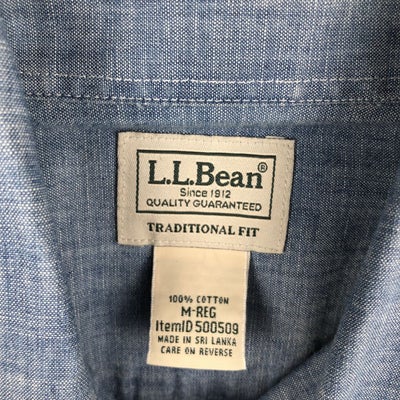 L.L.Bean®
Since 1912
QUALITY GUARANTEED
TRADITIONAL FIT
100% COTTON
M-REG
ItemID 500509
MADE IN SRI LANKA
CARE ON REVERSE